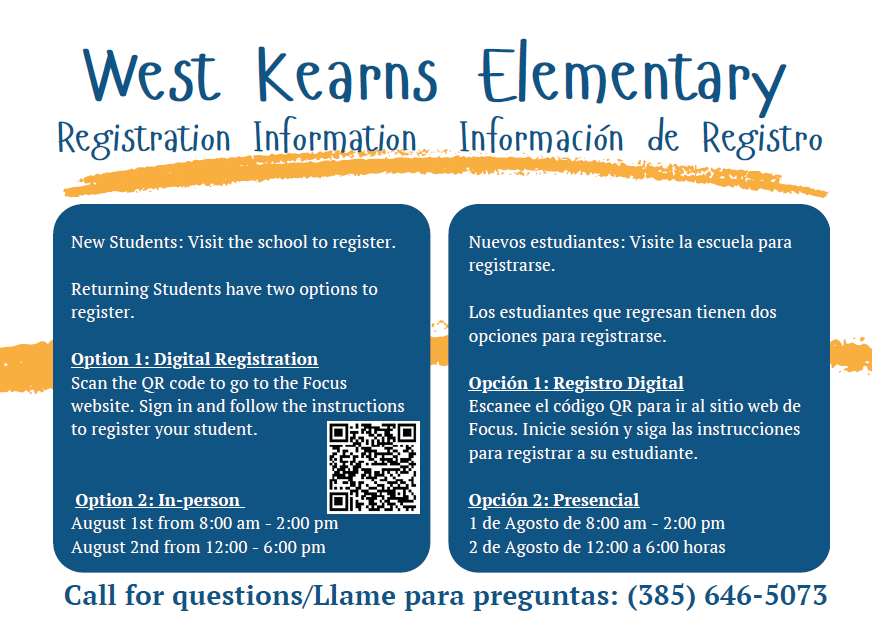 West Kearns Elementary
Registration Information Información de Registro
New Students: Visit the school to register.
Returning Students have two options to
register.
Option 1: Digital Registration
Scan the QR code to go to the Focus
website. Sign in and follow the instructions
to register your student.
Option 2: In-person
August 1st from 8:00 am - 2:00 pm
August 2nd from 12:00 - 6:00 pm
Nuevos estudiantes: Visite la escuela para
registrarse.
Los estudiantes que regresan tienen dos
opciones para registrarse.
Opción 1: Registro Digital
Escanee el código QR para ir al sitio web de
Focus. Inicie sesión y siga las instrucciones
para registrar a su estudiante.
Opción 2: Presencial
1 de Agosto de 8:00 am - 2:00 pm
2 de Agosto de 12:00 a 6:00 horas
Call for questions/Llame para preguntas: (385) 646-5073